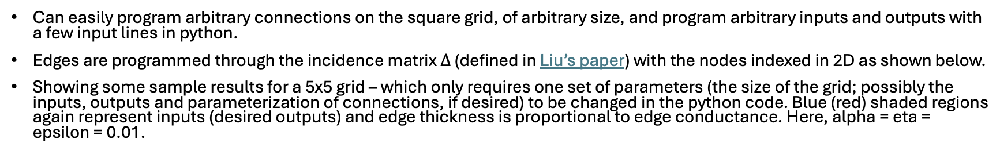 • Can easily program arbitrary connections on the square grid, of arbitrary size, and program arbitrary inputs and outputs with
a few input lines in python.
• Edges are programmed through the incidence matrix Δ (defined in Liu’s paper) with the nodes indexed in 2D as shown below.
• Showing some sample results for a 5x5 grid – which only requires one set of parameters (the size of the grid; possibly the
inputs, outputs and parameterization of connections, if desired) to be changed in the python code. Blue (red) shaded regions
again represent inputs (desired outputs) and edge thickness is proportional to edge conductance. Here, alpha = eta =
epsilon = 0.01.